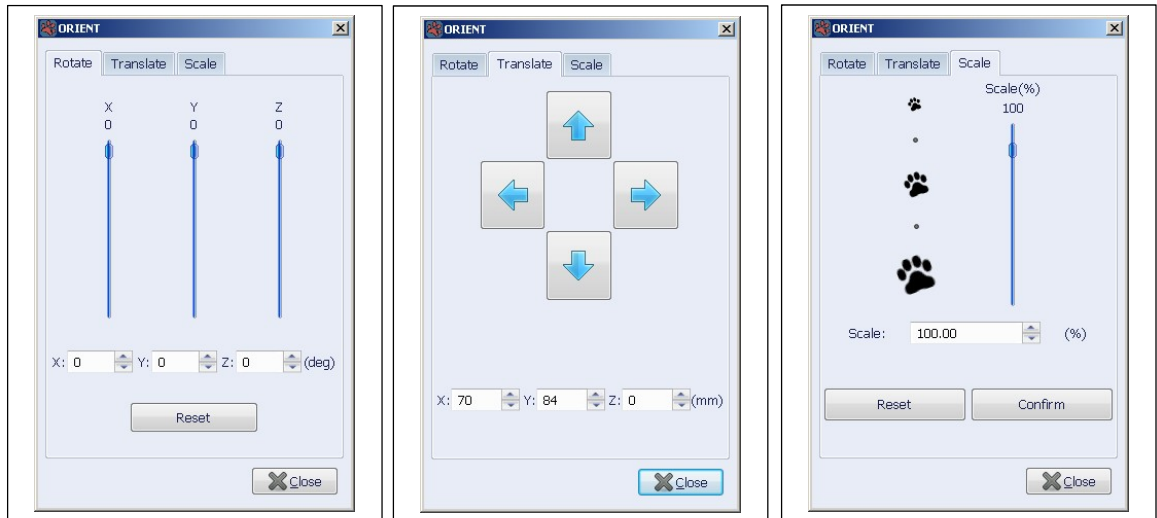 ORIENT
Rotate Translate Scale
X Y Z
0 0 0
X: 0 Y: 0 Z: 0 (deg)
Reset
Close
ORIENT
Rotate Translate Scale
X: 70 Y: 84 Z: 0 (mm)
Close
ORIENT
Rotate Translate Scale
Scale(%)
100
Scale: 100.00 (%)
Reset Confirm
Close